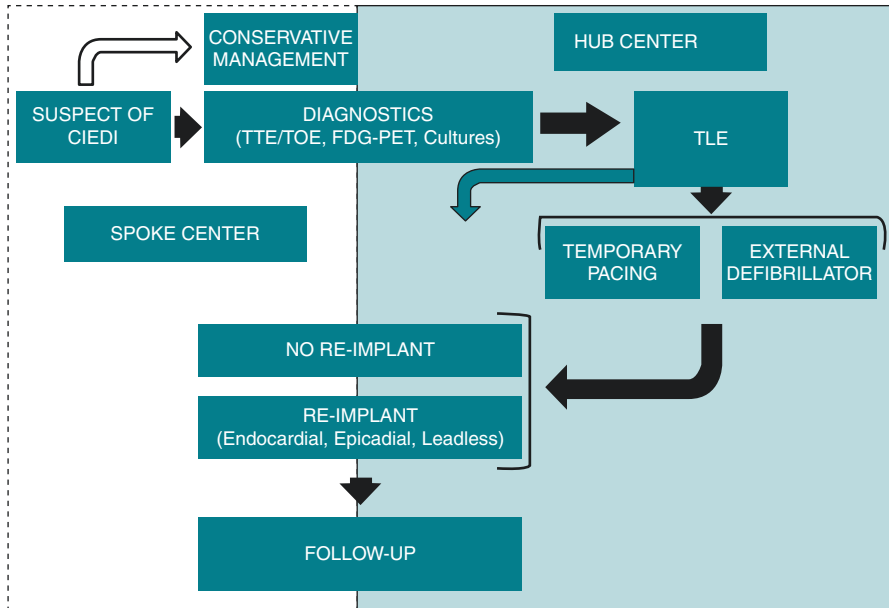 CONSERVATIVE
MANAGEMENT
HUB CENTER
SUSPECT OF
CIEDI
DIAGNOSTICS
(TTE/TOE, FDG-PET, Cultures)
TLE
SPOKE CENTER
TEMPORARY
PACING
EXTERNAL
DEFIBRILLATOR
NO RE-IMPLANT
RE-IMPLANT
(Endocardial, Epicadial, Leadless)
FOLLOW-UP